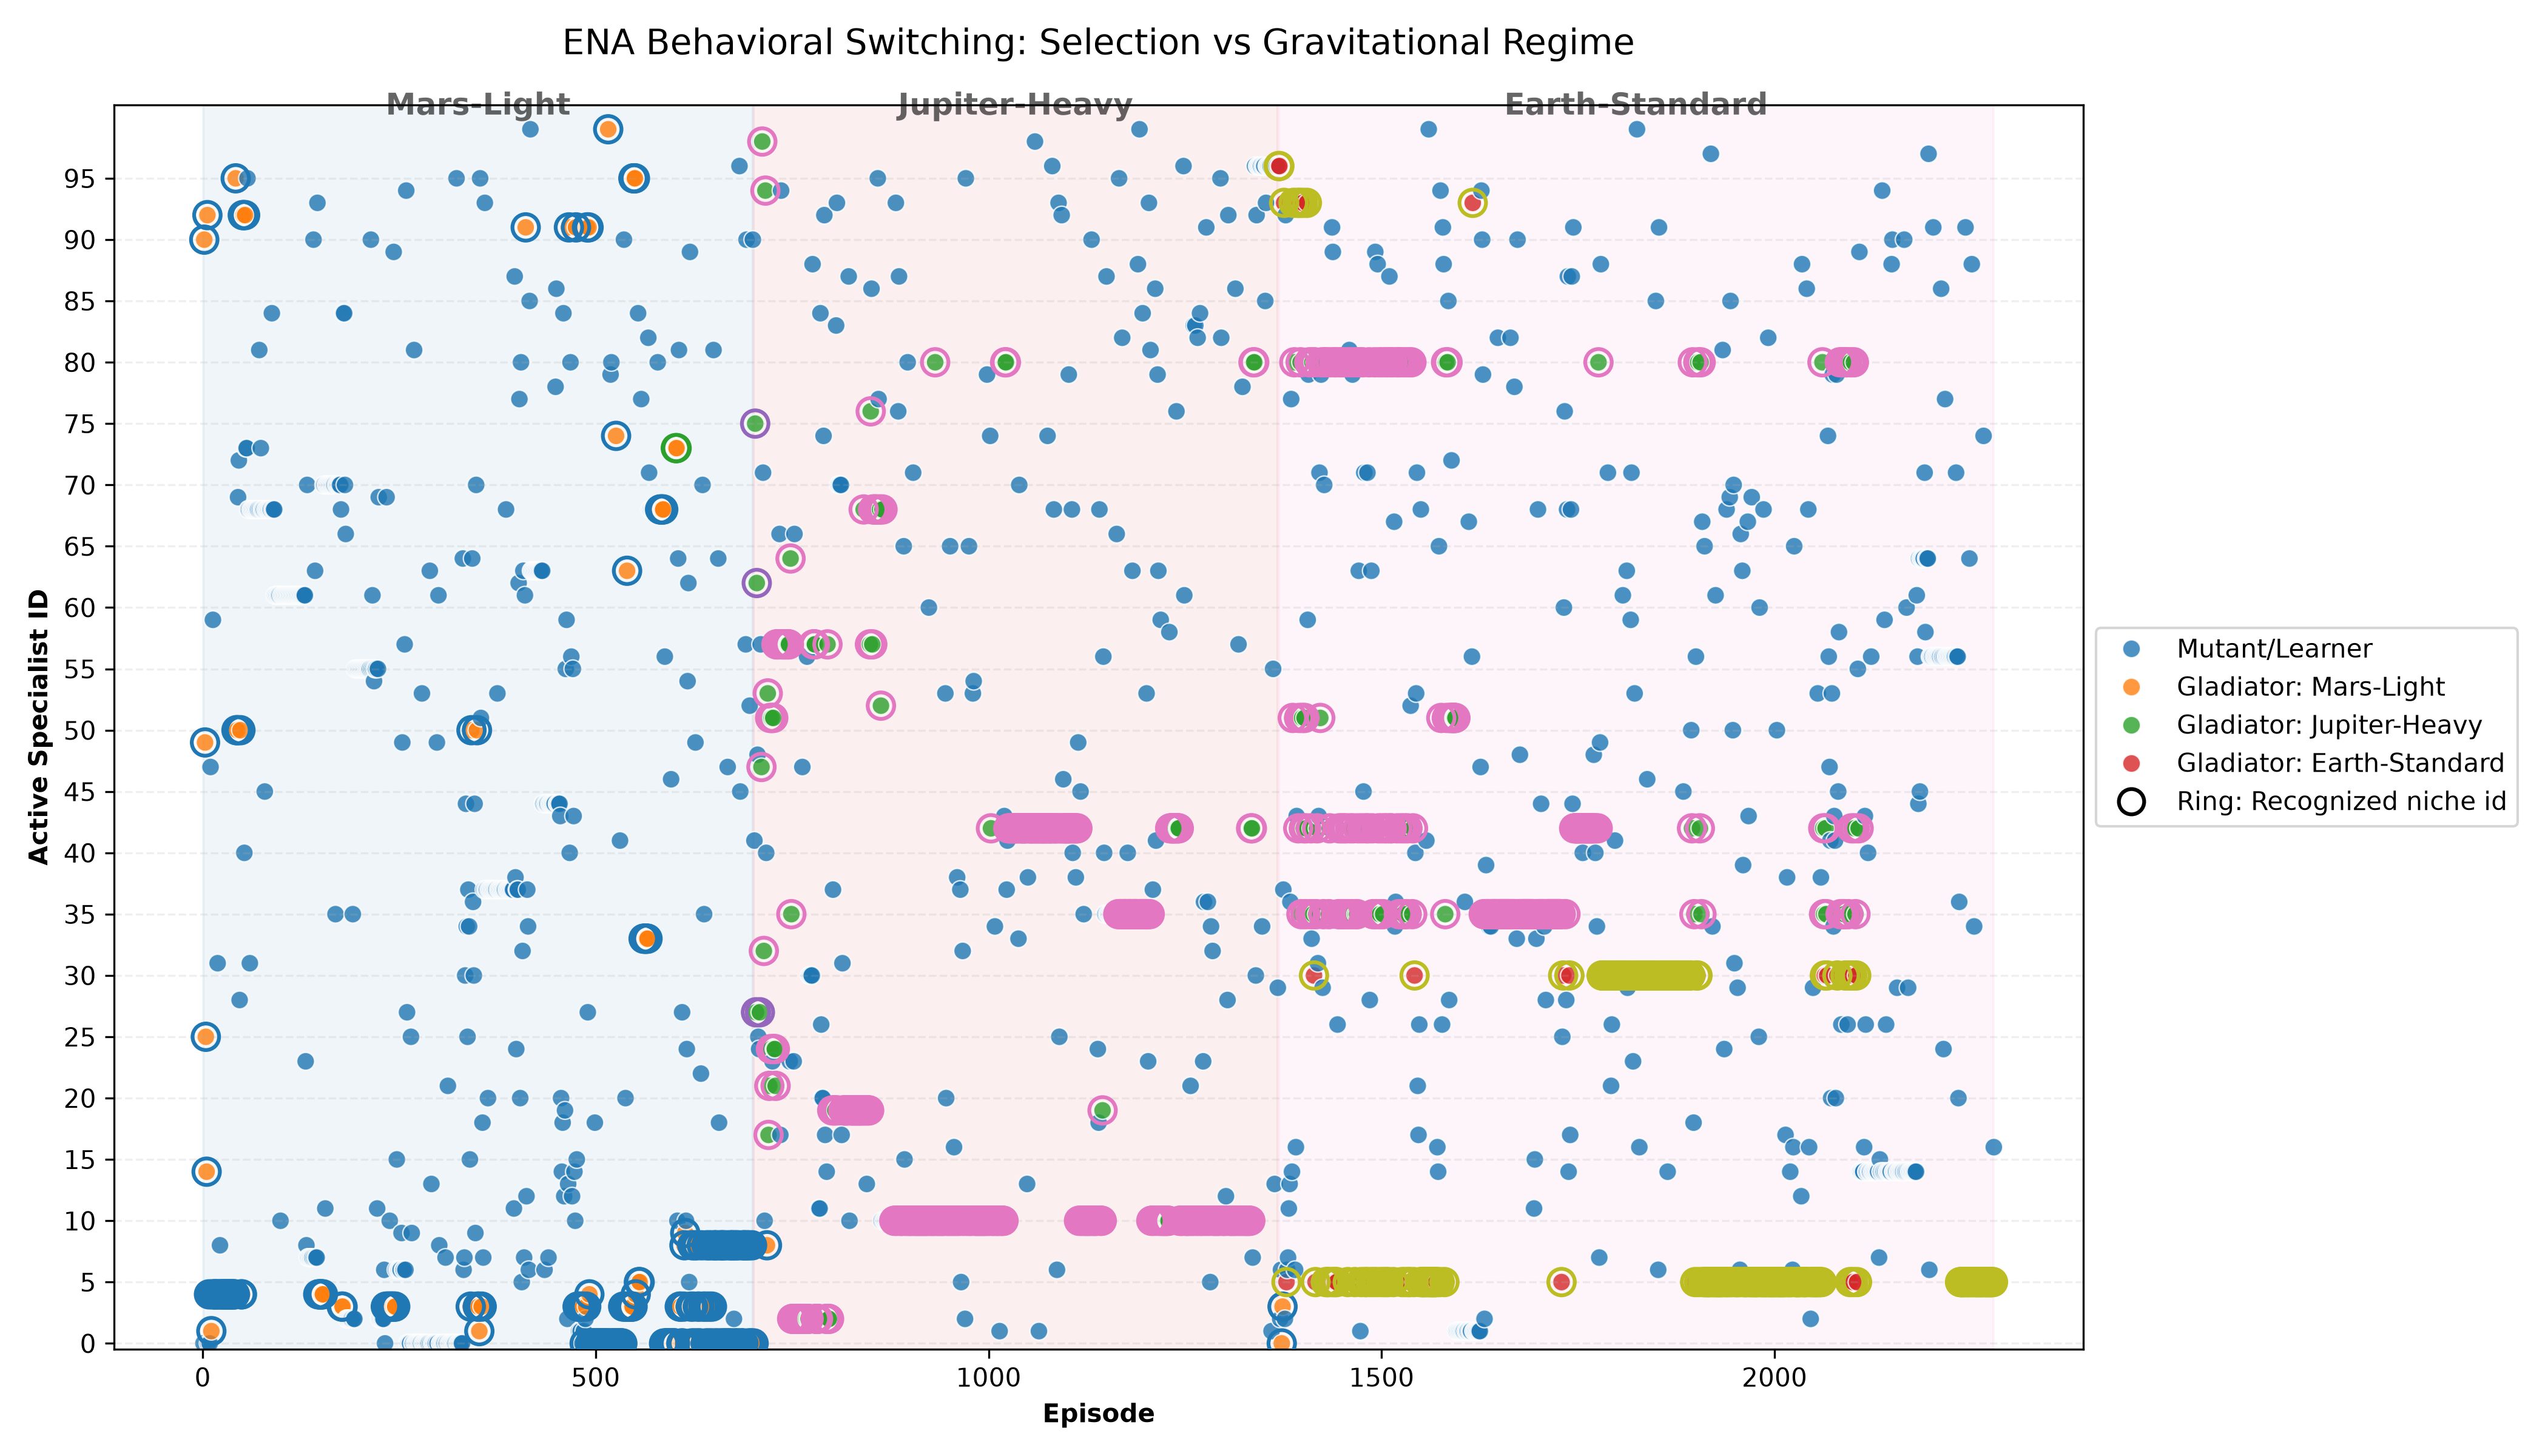 ENA Behavioral Switching: Selection vs Gravitational Regime
Mars-Light
Jupiter-Heavy
Earth-Standard
Active Specialist ID
95
90
85
80
75
70
65
60
55
50
45
40
35
30
25
20
15
10
5
0
0
500
1000
1500
2000
Episode
Mutant/Learner
Gladiator: Mars-Light
Gladiator: Jupiter-Heavy
Gladiator: Earth-Standard
Ring: Recognized niche id